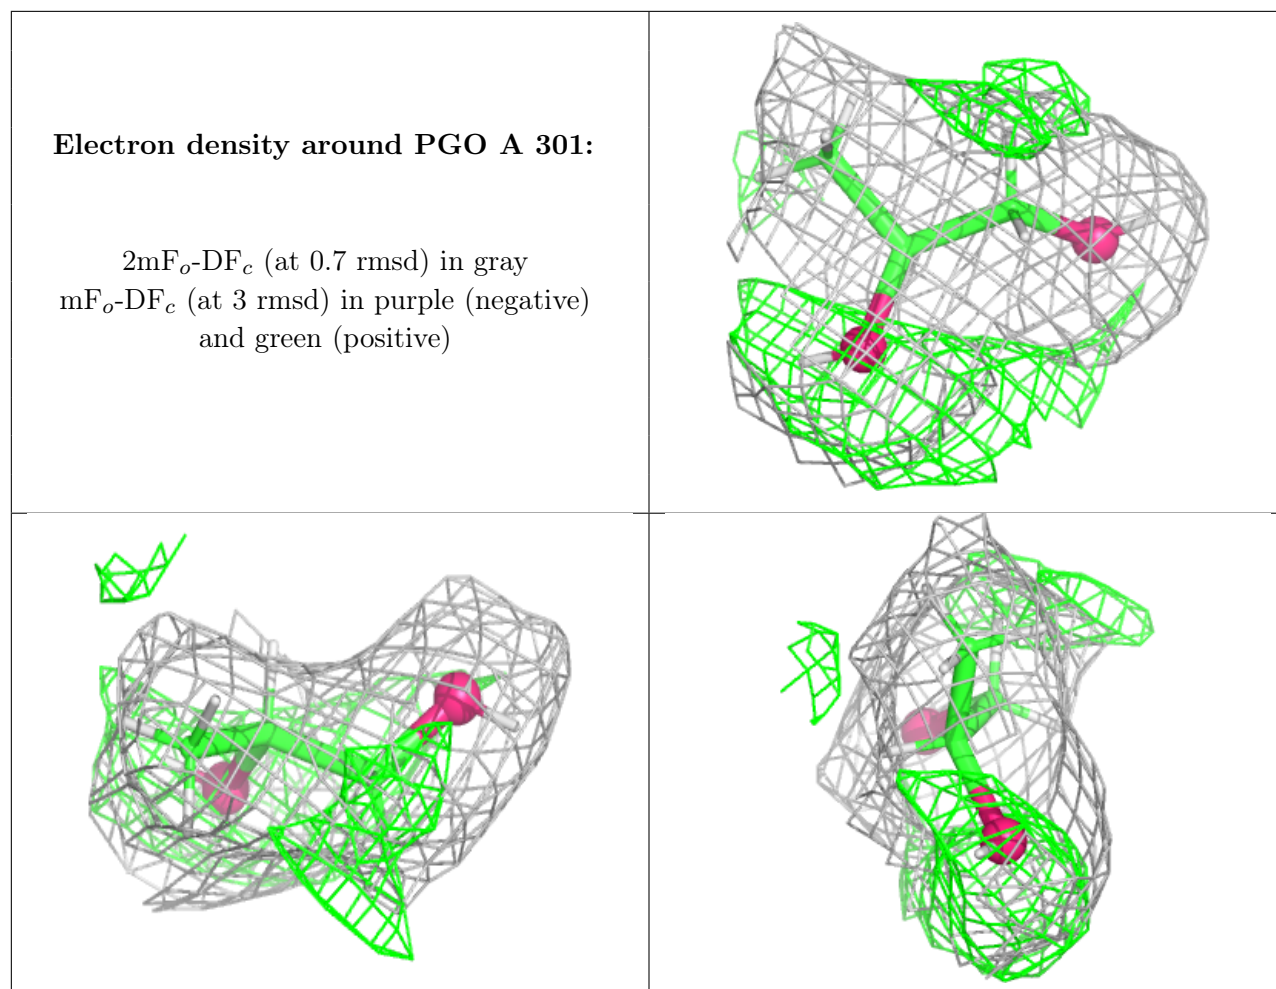 Electron density around PGO A 301:
2mFo-DFc (at 0.7 rmsd) in gray
mFo-DFc (at 3 rmsd) in purple (negative)
and green (positive)